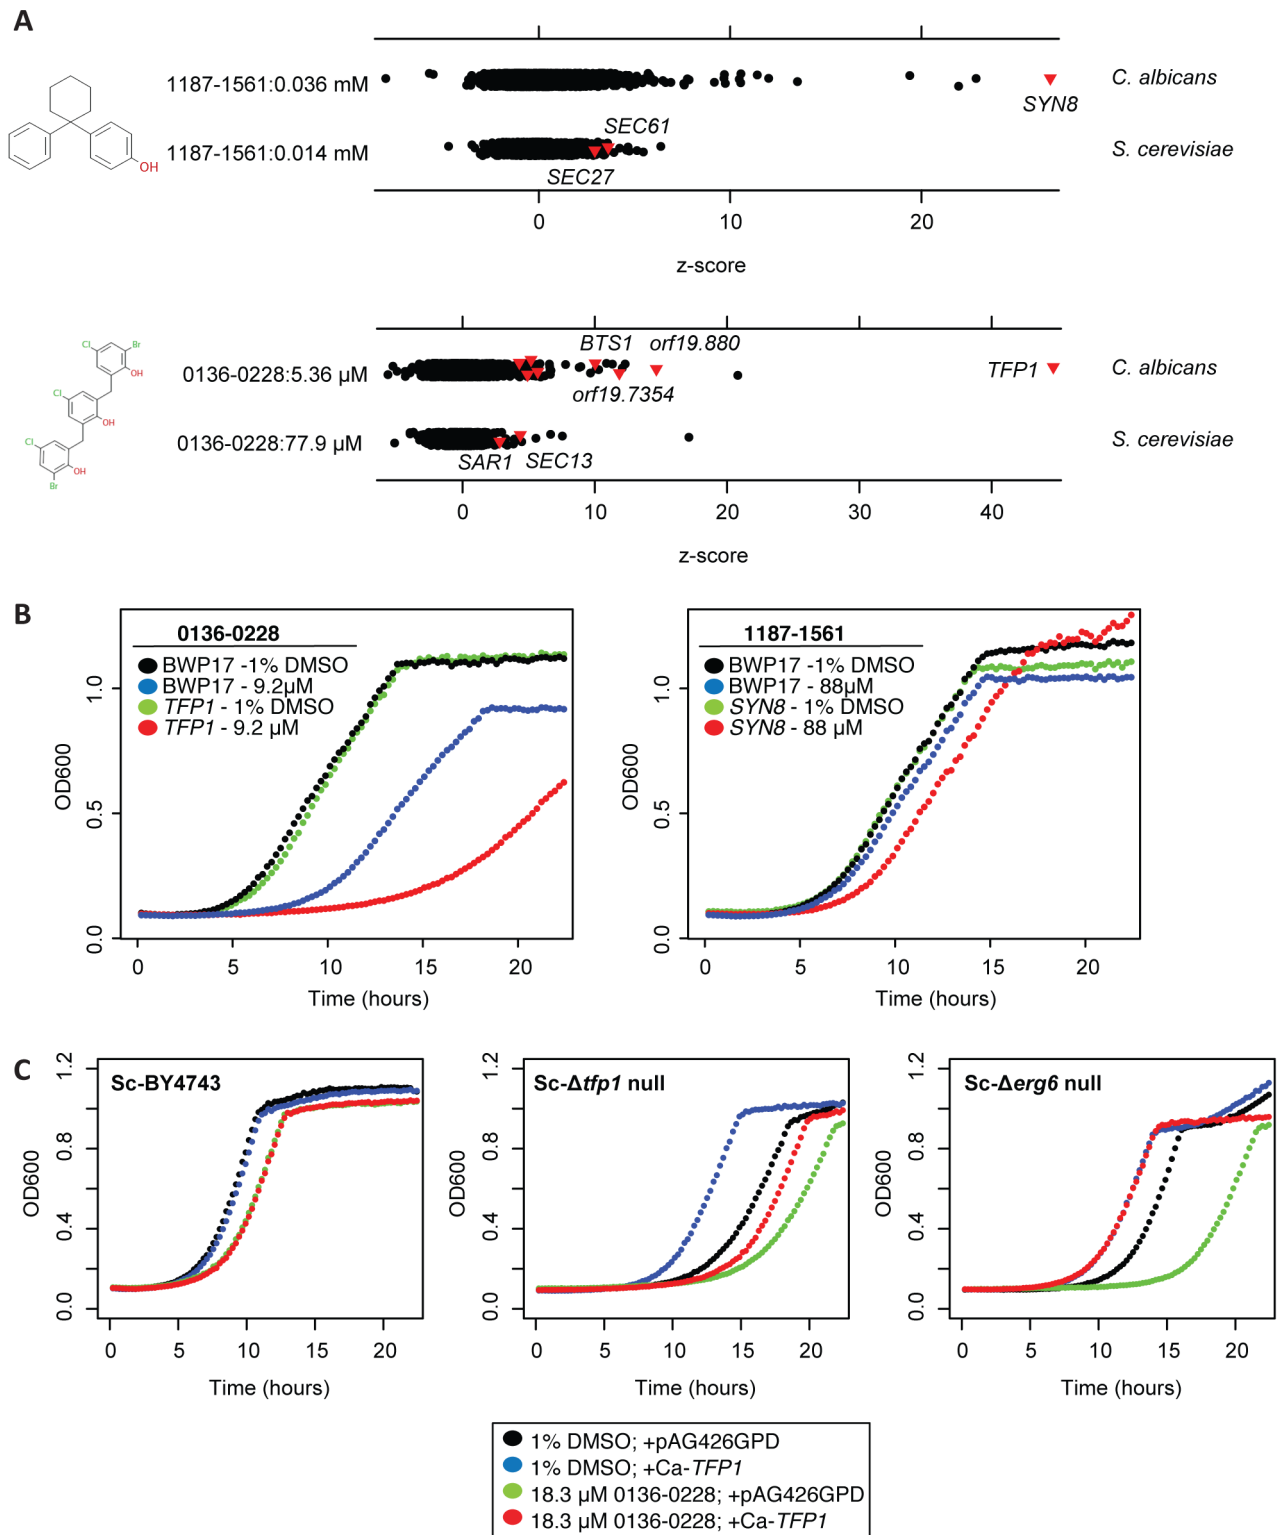 A
1187-1561:0.036 mM
C. albicans
SYN8
OH
SEC61
1187-1561:0.014 mM
S. cerevisiae
SEC27
0 10 20
z-score
Cl Br
OH
Cl
OH
Cl
OH
Br
BTS1 orf19.880
0136-0228:5.36 µM
TFP1
C. albicans
orf19.7354
0136-0228:77.9 µM
S. cerevisiae
SAR1 SEC13
0 10 20 30 40
z-score
B
0136-0228
BWP17 -1% DMSO
BWP17 - 9.2µM
TFP1 - 1% DMSO
TFP1 - 9.2 µM
OD600
1.0
0.5
0.0
0 5 10 15 20
Time (hours)
1187-1561
BWP17 -1% DMSO
BWP17 - 88µM
SYN8 - 1% DMSO
SYN8 - 88 µM
OD600
1.0
0.5
0.0
0 5 10 15 20
Time (hours)
C
Sc-BY4743
OD600
1.2
0.8
0.4
0.0
0 5 10 15 20
Time (hours)
Sc-Δtfp1 null
OD600
1.2
0.8
0.4
0.0
0 5 10 15 20
Time (hours)
Sc-Δerg6 null
OD600
1.2
0.8
0.4
0.0
0 5 10 15 20
Time (hours)
1% DMSO; +pAG426GPD
1% DMSO; +Ca-TFP1
18.3 µM 0136-0228; +pAG426GPD
18.3 µM 0136-0228; +Ca-TFP1